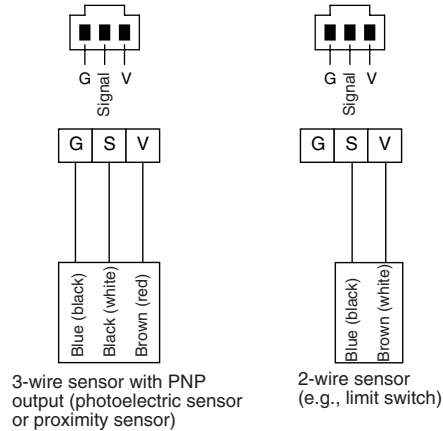 G Signal V
G S V
Blue (black)
Black (white)
Brown (red)
3-wire sensor with PNP
output (photoelectric sensor
or proximity sensor)
G Signal V
G S V
Blue (black)
Brown (white)
2-wire sensor
(e.g., limit switch)